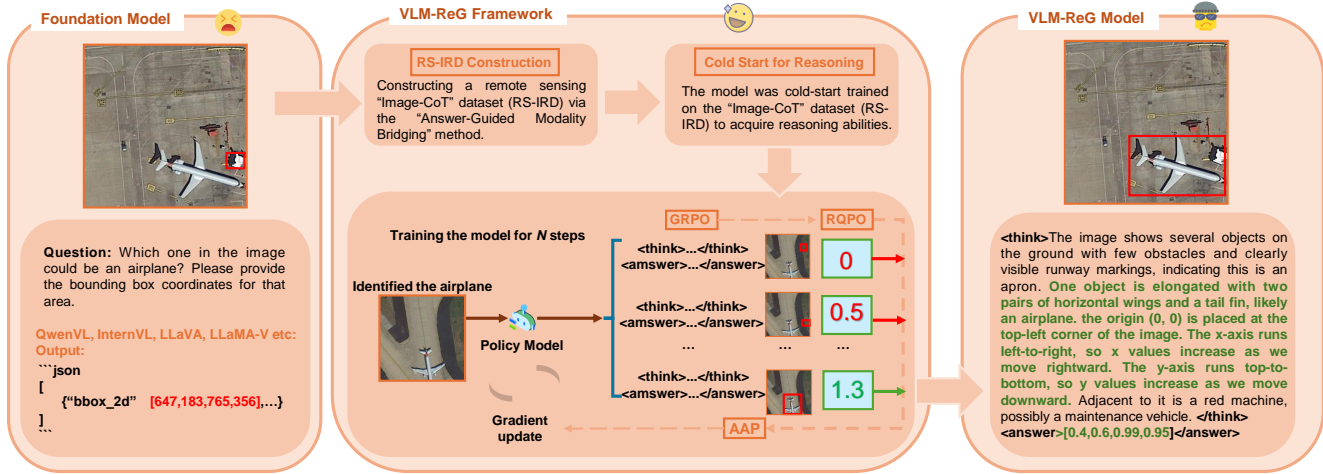 Foundation Model
Question: Which one in the image
could be an airplane? Please provide
the bounding box coordinates for that
area.
QwenVL, InternVL, LLaVA, LLaMA-V etc:
Output:
```json
[
{“bbox_2d” [647,183,765,356],...}
]
```
VLM-ReG Framework
RS-IRD Construction
Constructing a remote sensing
“Image-CoT” dataset (RS-IRD) via
the “Answer-Guided Modality
Bridging” method.
Cold Start for Reasoning
The model was cold-start trained
on the “Image-CoT” dataset (RS-
IRD) to acquire reasoning abilities.
Training the model for N steps
Identified the airplane
Policy Model
Gradient
update
GRPO
RQPO
<think>...</think>
<amswer>...</answer>
0
<think>...</think>
<amswer>...</answer>
0.5
... ... ...
<think>...</think>
<amswer>...</answer>
1.3
AAP
VLM-ReG Model
<think>The image shows several objects on
the ground with few obstacles and clearly
visible runway markings, indicating this is an
apron. One object is elongated with two
pairs of horizontal wings and a tail fin, likely
an airplane. the origin (0, 0) is placed at the
top-left corner of the image. The x-axis runs
left-to-right, so x values increase as we
move rightward. The y-axis runs top-to-
bottom, so y values increase as we move
downward. Adjacent to it is a red machine,
possibly a maintenance vehicle. </think>
<answer>[0.4,0.6,0.99,0.95]</answer>